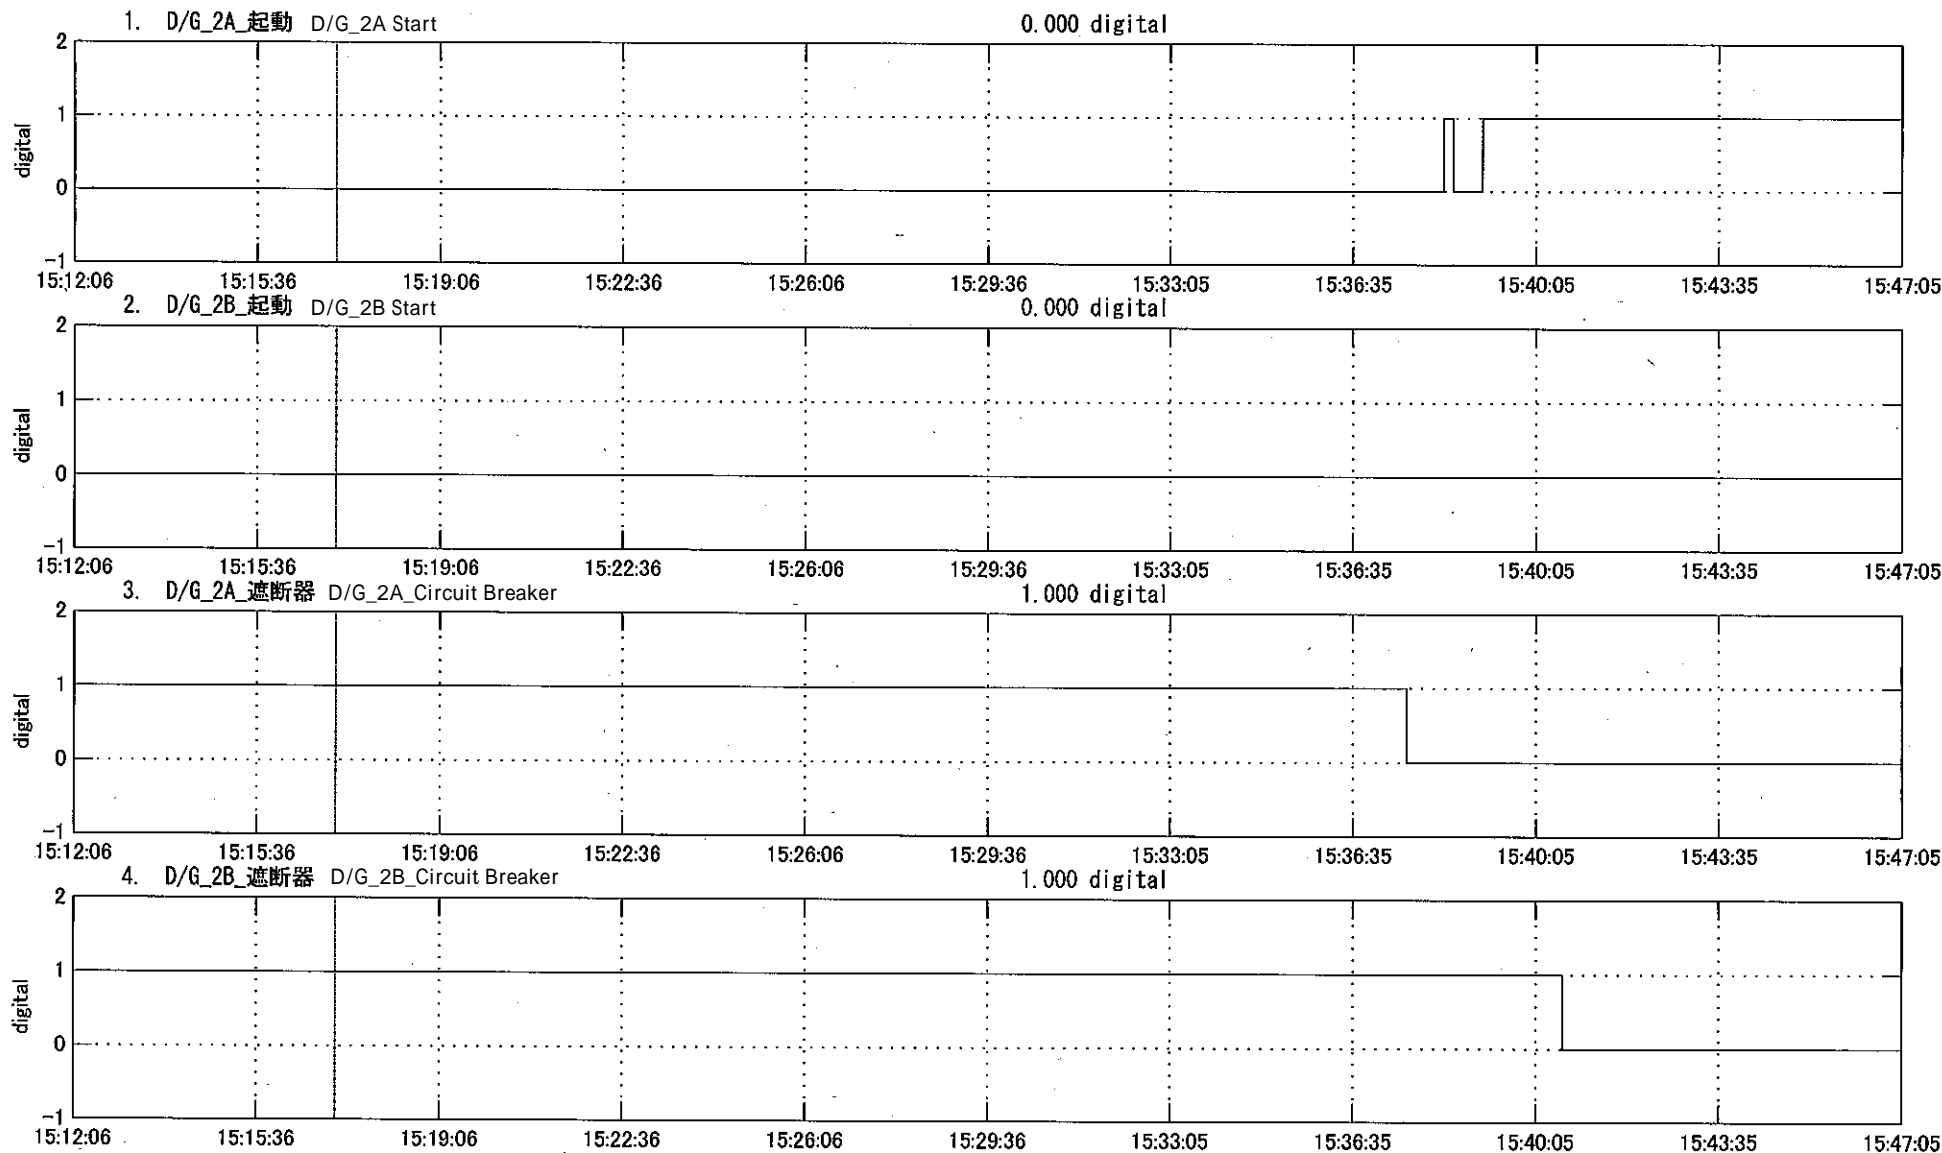 1. D/G_2A_起動 D/G_2A Start 0.000 digital
2
1
0
-1
digital
15:12:06 15:15:36 15:19:06 15:22:36 15:26:06 15:29:36 15:33:05 15:36:35 15:40:05 15:43:35 15:47:05
2. D/G_2B_起動 D/G_2B Start 0.000 digital
2
1
0
-1
digital
15:12:06 15:15:36 15:19:06 15:22:36 15:26:06 15:29:36 15:33:05 15:36:35 15:40:05 15:43:35 15:47:05
3. D/G_2A_遮断器 D/G_2A_Circuit Breaker 1.000 digital
2
1
0
-1
digital
15:12:06 15:15:36 15:19:06 15:22:36 15:26:06 15:29:36 15:33:05 15:36:35 15:40:05 15:43:35 15:47:05
4. D/G_2B_遮断器 D/G_2B_Circuit Breaker 1.000 digital
2
1
0
-1
digital
15:12:06 15:15:36 15:19:06 15:22:36 15:26:06 15:29:36 15:33:05 15:36:35 15:40:05 15:43:35 15:47:05